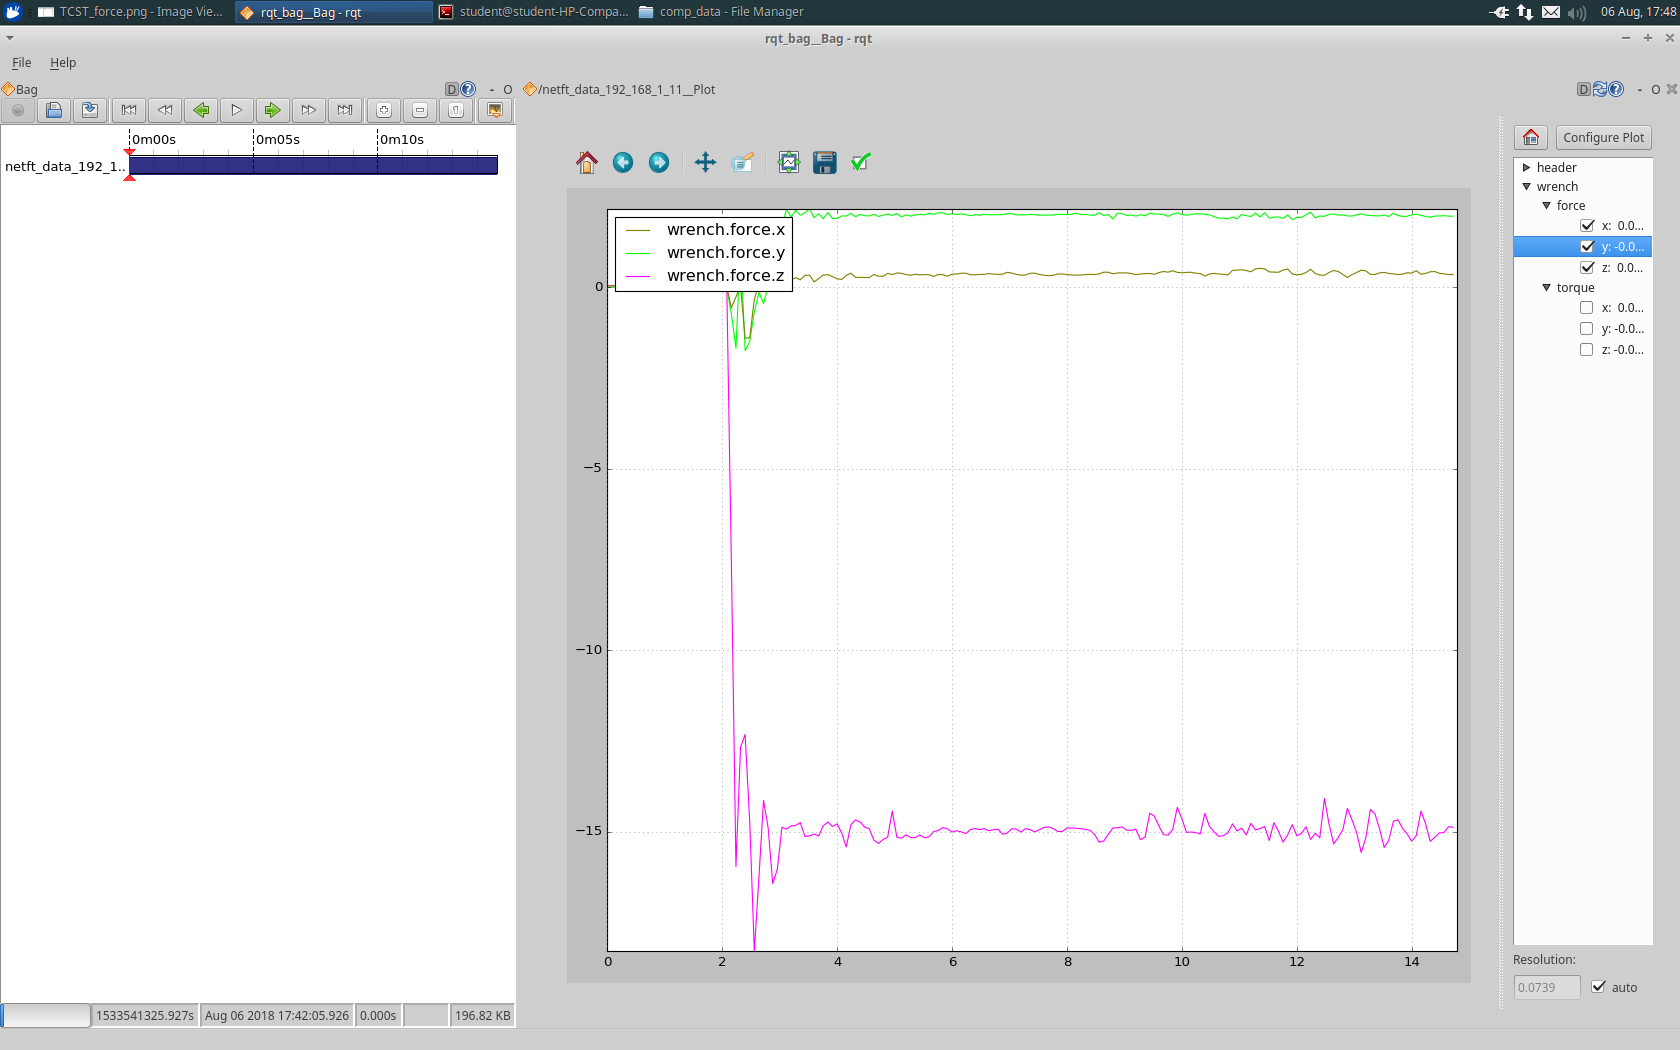 TCST_force.png - Image Vie...
rqt_bag__Bag - rqt
student@student-HP-Compa...
comp_data - File Manager
06 Aug, 17:48
rqt_bag__Bag - rqt
File Help
Bag
D
- O
/netft_data_192_168_1_11__Plot
D
- O
0m00s 0m05s 0m10s
netft_data_192_1..
Configure Plot
header
wrench
force
x: 0.0...
y: -0.0...
z: 0.0...
torque
x: 0.0...
y: -0.0...
z: -0.0...
wrench.force.x
wrench.force.y
wrench.force.z
0
−5
−10
−15
0 2 4 6 8 10 12 14
Resolution:
0.0739
auto
1533541325.927s
Aug 06 2018 17:42:05.926
0.000s
196.82 KB